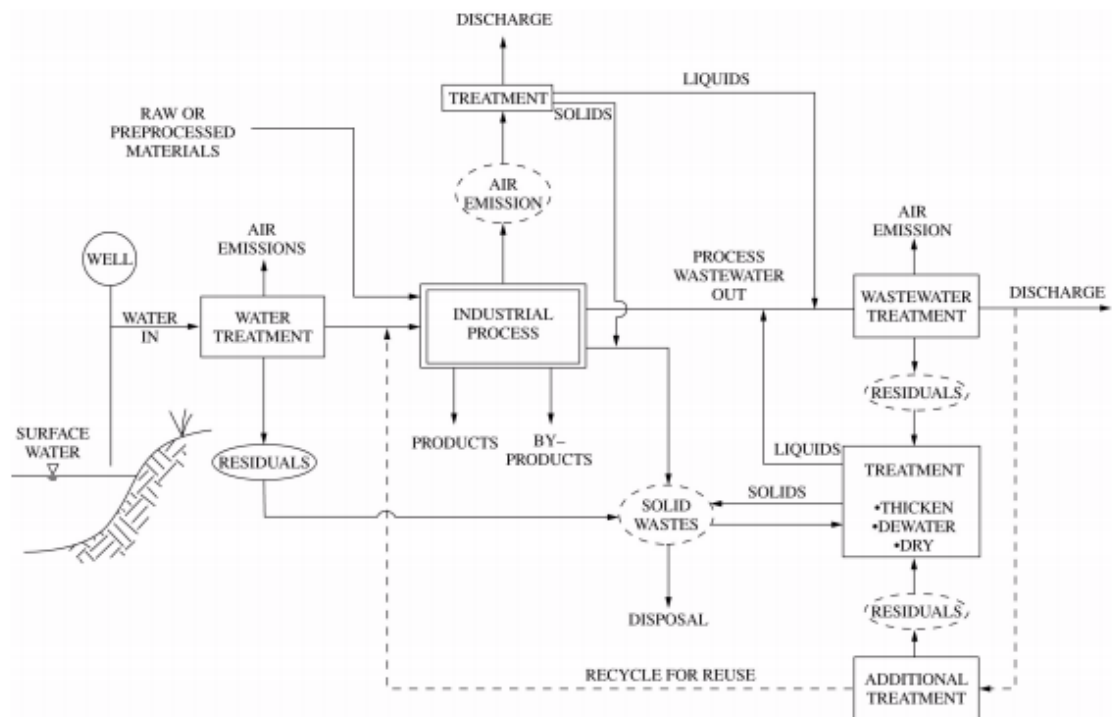 DISCHARGE
TREATMENT
LIQUIDS
SOLIDS
RAW OR
PREPROCESSED
MATERIALS
AIR
EMISSION
AIR
EMISSIONS
WELL
WATER
IN
WATER
TREATMENT
INDUSTRIAL
PROCESS
PROCESS
WASTEWATER
OUT
AIR
EMISSION
WASTEWATER
TREATMENT
DISCHARGE
RESIDUALS
SURFACE
WATER
RESIDUALS
PRODUCTS
BY–
PRODUCTS
LIQUIDS
SOLIDS
SOLID
WASTES
TREATMENT
•THICKEN
•DEWATER
•DRY
DISPOSAL
RESIDUALS
RECYCLE FOR REUSE
ADDITIONAL
TREATMENT